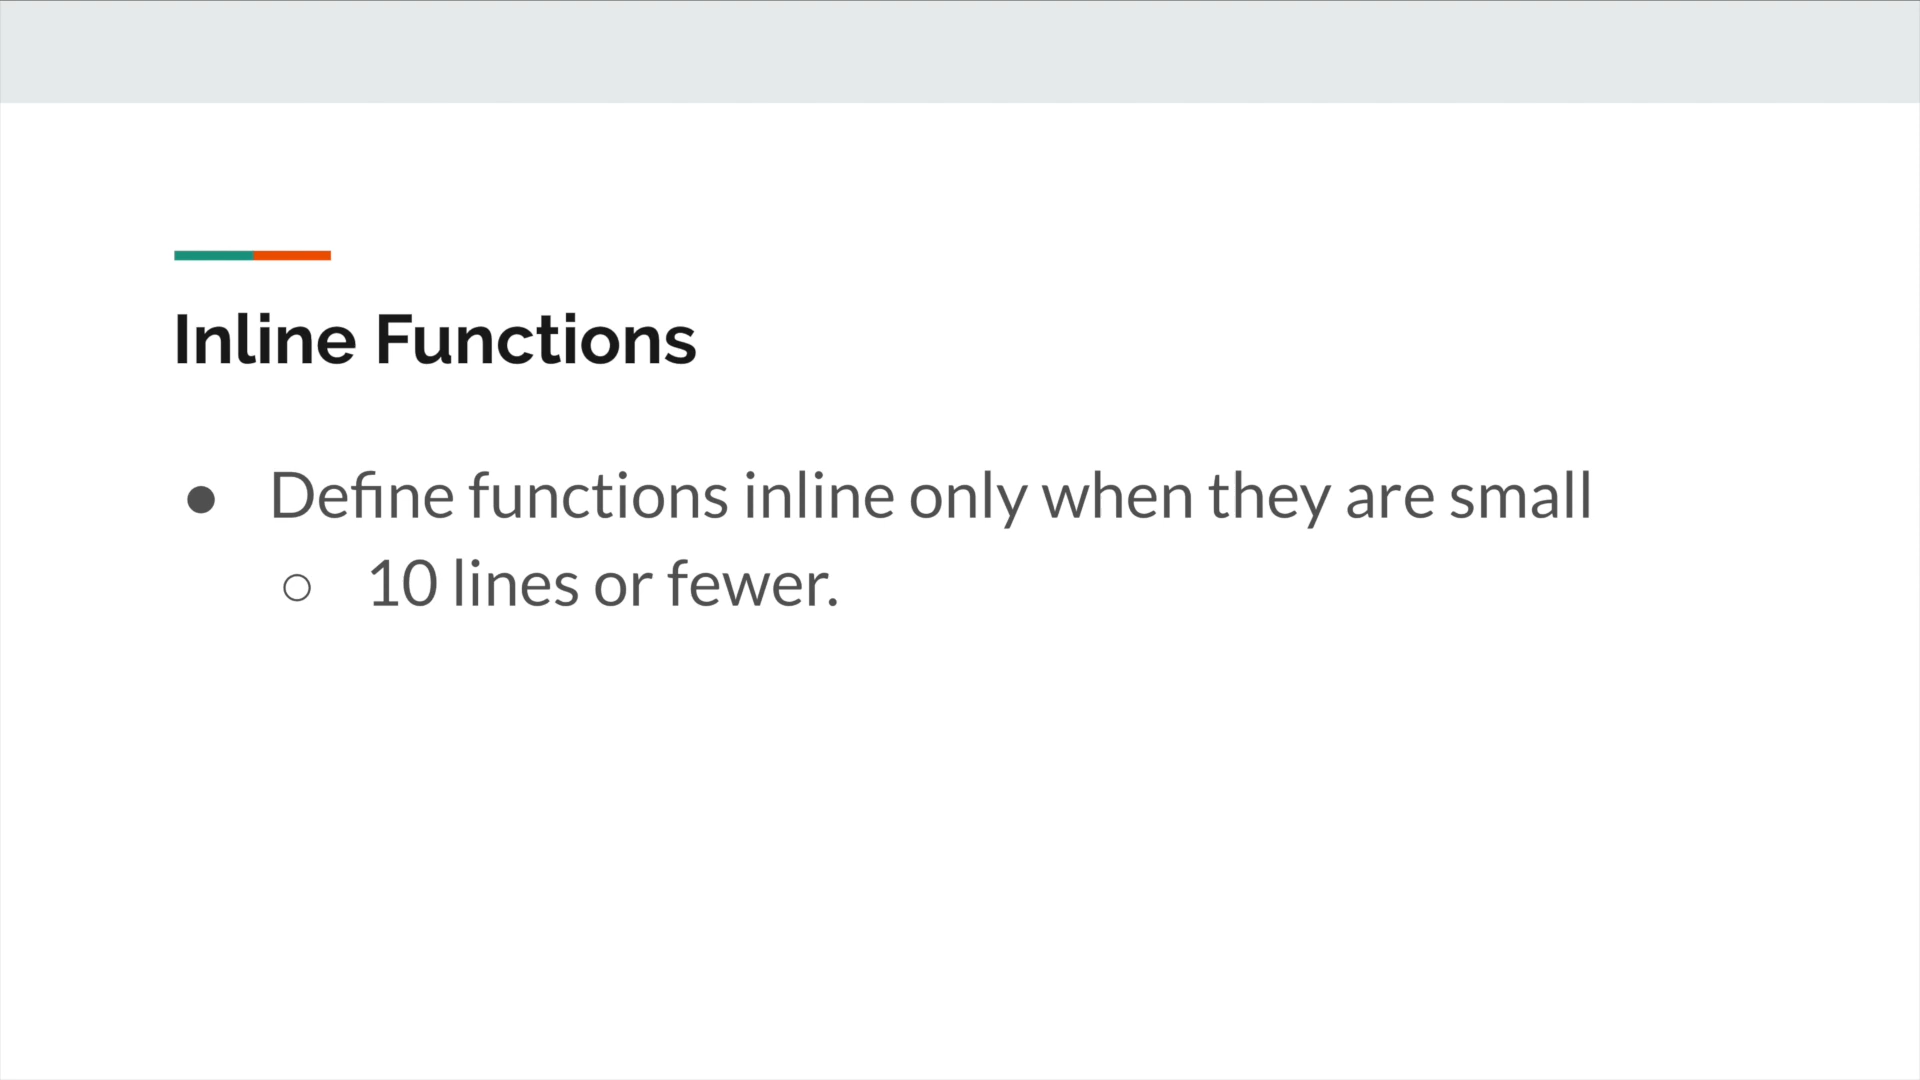 Inline Functions
● Define functions inline only when they are small
○ 10 lines or fewer.